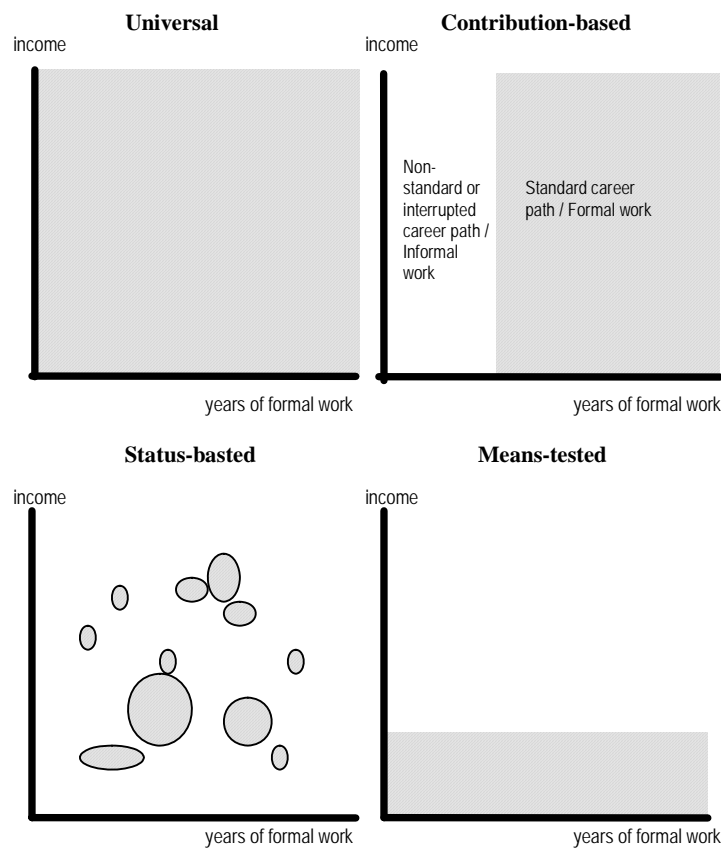 Universal
income
years of formal work
Contribution-based
income
Non-
standard or
interrupted
career path /
Informal
work
Standard career
path / Formal work
years of formal work
Status-basted
income
years of formal work
Means-tested
income
years of formal work